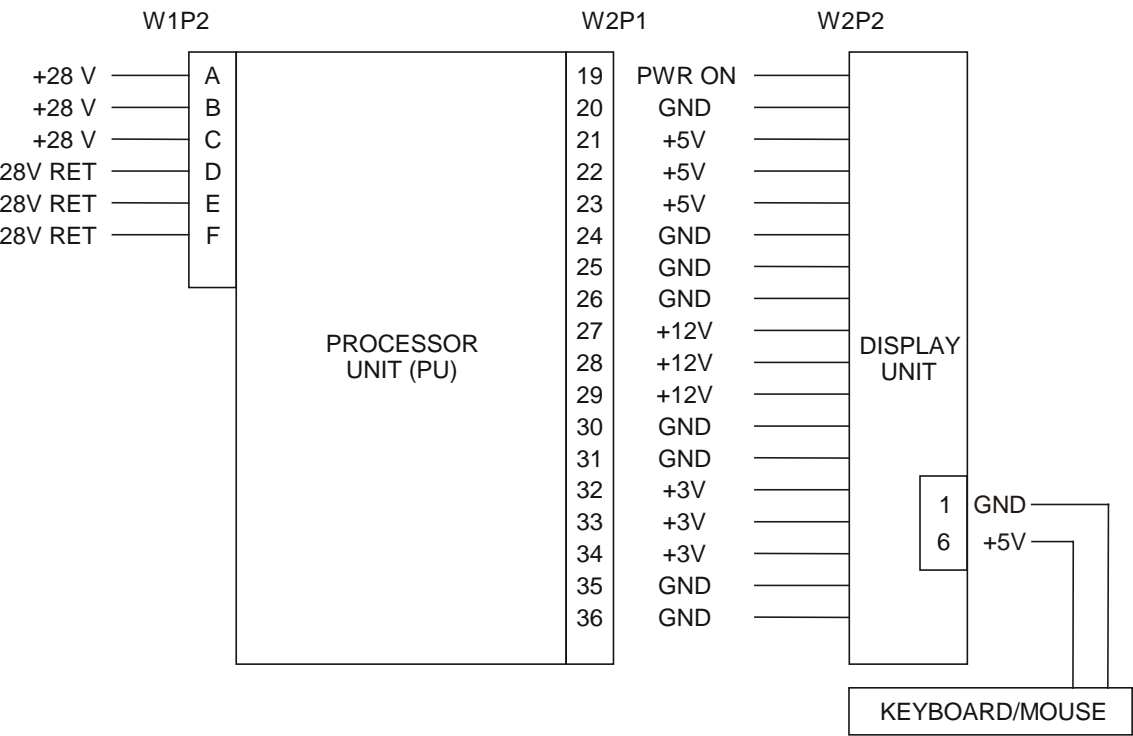 W1P2 W2P1 W2P2
+28 V A 19 PWR ON
+28 V B 20 GND
+28 V C 21 +5V
28V RET D 22 +5V
28V RET E 23 +5V
28V RET F 24 GND
25 GND
26 GND
27 +12V
PROCESSOR
UNIT (PU)
28 +12V
DISPLAY
UNIT
29 +12V
30 GND
31 GND
32 +3V
1 GND
33 +3V
6 +5V
34 +3V
35 GND
36 GND
KEYBOARD/MOUSE